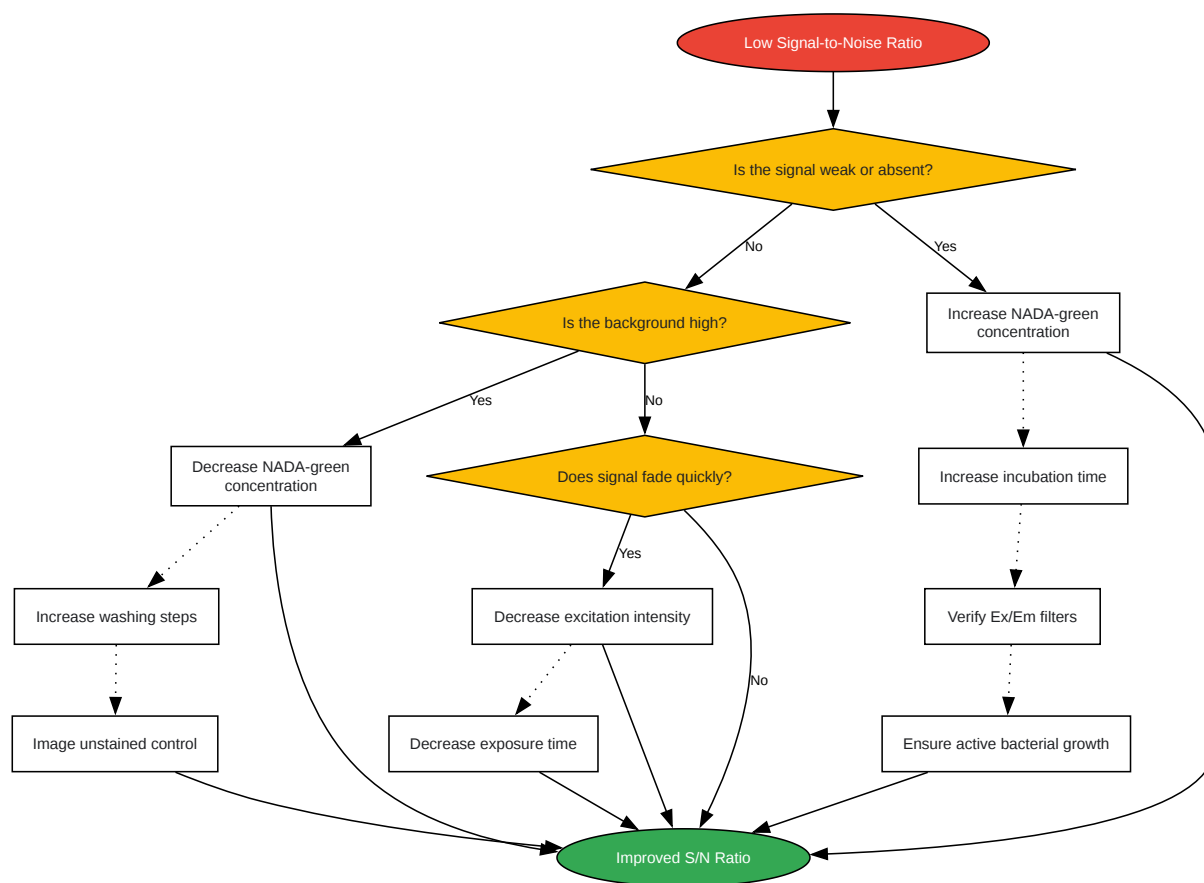 Low Signal-to-Noise Ratio
Is the signal weak or absent?
No
Yes
Is the background high?
Increase NADA-green
concentration
Yes
No
Decrease NADA-green
concentration
Does signal fade quickly?
Increase incubation time
Yes
Increase washing steps
Decrease excitation intensity
Verify Ex/Em filters
No
Image unstained control
Decrease exposure time
Ensure active bacterial growth
Improved S/N Ratio